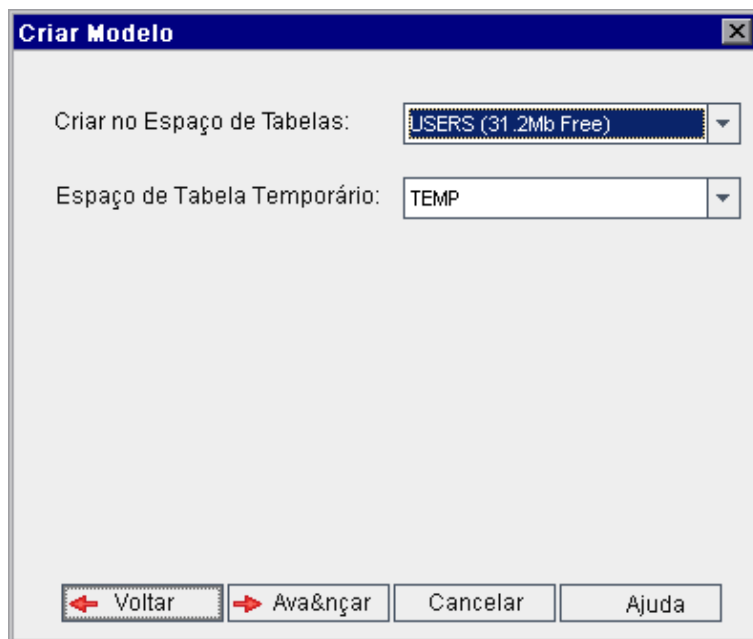 Criar Modelo
Criar no Espaço de Tabelas: USERS (31.2Mb Free)
Espaço de Tabela Temporário: TEMP
Voltar Ava&nçar Cancelar Ajuda